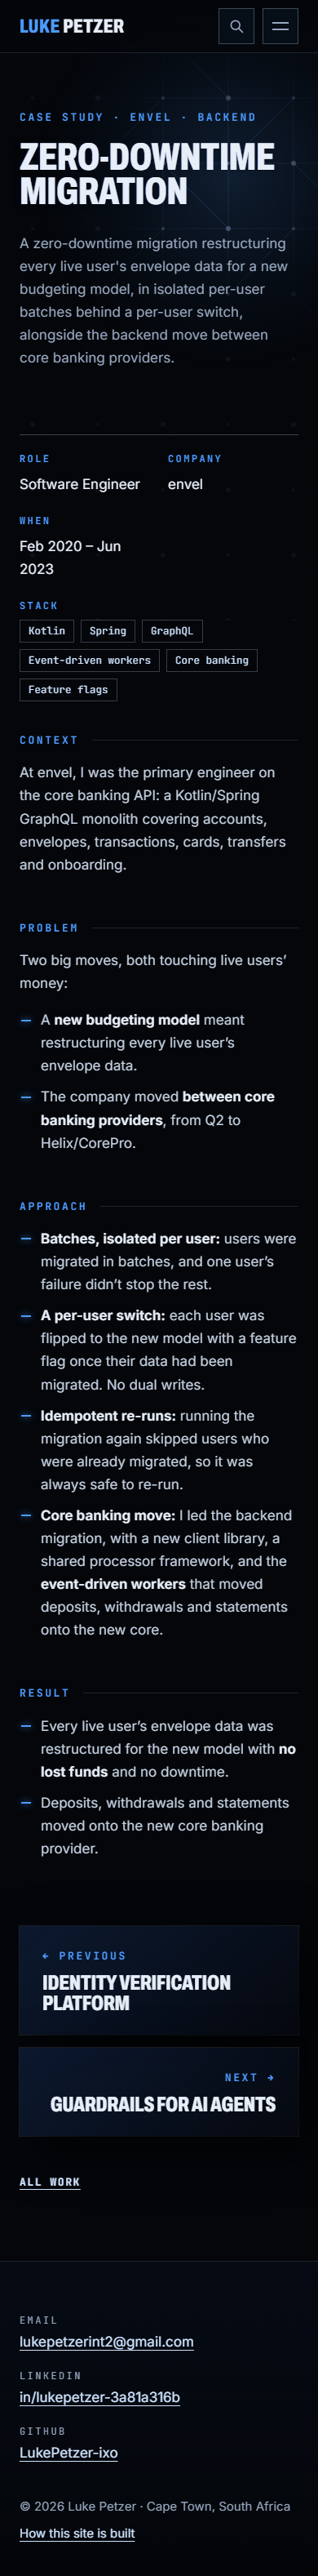 LUKE PETZER
CASE STUDY · ENVEL · BACKEND
ZERO-DOWNTIME
MIGRATION
A zero-downtime migration restructuring
every live user's envelope data for a new
budgeting model, in isolated per-user
batches behind a per-user switch,
alongside the backend move between
core banking providers.
ROLE
Software Engineer
COMPANY
envel
WHEN
Feb 2020 – Jun
2023
STACK
Kotlin Spring GraphQL
Event-driven workers Core banking
Feature flags
CONTEXT
At envel, I was the primary engineer on
the core banking API: a Kotlin/Spring
GraphQL monolith covering accounts,
envelopes, transactions, cards, transfers
and onboarding.
PROBLEM
Two big moves, both touching live users’
money:
A new budgeting model meant
restructuring every live user’s
envelope data.
The company moved between core
banking providers, from Q2 to
Helix/CorePro.
APPROACH
Batches, isolated per user: users were
migrated in batches, and one user’s
failure didn’t stop the rest.
A per-user switch: each user was
flipped to the new model with a feature
flag once their data had been
migrated. No dual writes.
Idempotent re-runs: running the
migration again skipped users who
were already migrated, so it was
always safe to re-run.
Core banking move: I led the backend
migration, with a new client library, a
shared processor framework, and the
event-driven workers that moved
deposits, withdrawals and statements
onto the new core.
RESULT
Every live user’s envelope data was
restructured for the new model with no
lost funds and no downtime.
Deposits, withdrawals and statements
moved onto the new core banking
provider.
← PREVIOUS
IDENTITY VERIFICATION
PLATFORM
NEXT →
GUARDRAILS FOR AI AGENTS
ALL WORK
EMAIL
lukepetzerint2@gmail.com
LINKEDIN
in/lukepetzer-3a81a316b
GITHUB
LukePetzer-ixo
© 2026 Luke Petzer · Cape Town, South Africa
How this site is built